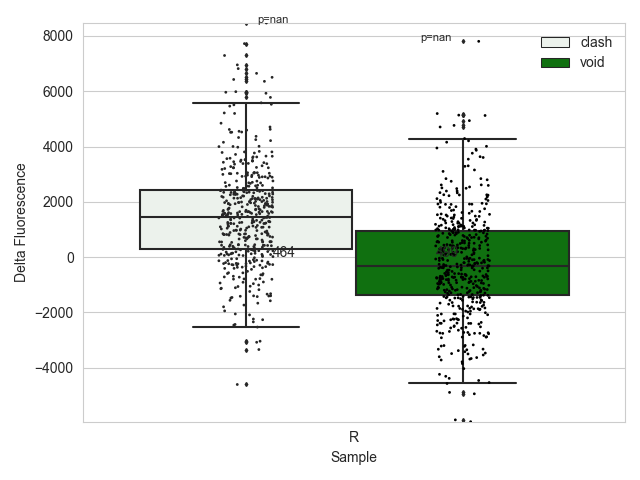 p=nan
p=nan
clash
void
8000
6000
4000
2000
0
−2000
−4000
Delta Fluorescence
464
R
Sample